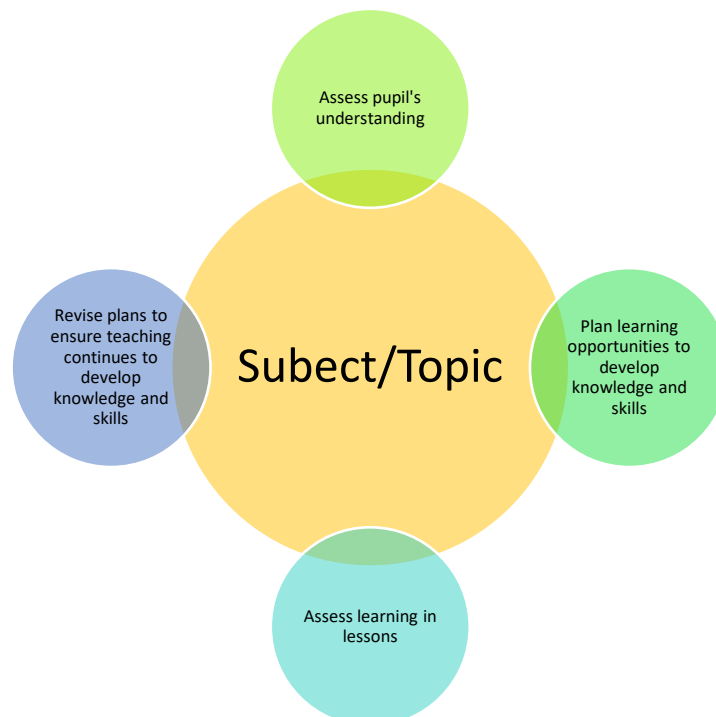 Assess pupil's
understanding
Revise plans to
ensure teaching
continues to
develop
knowledge and
skills
Subect/Topic
Plan learning
opportunities to
develop
knowledge and
skills
Assess learning in
lessons